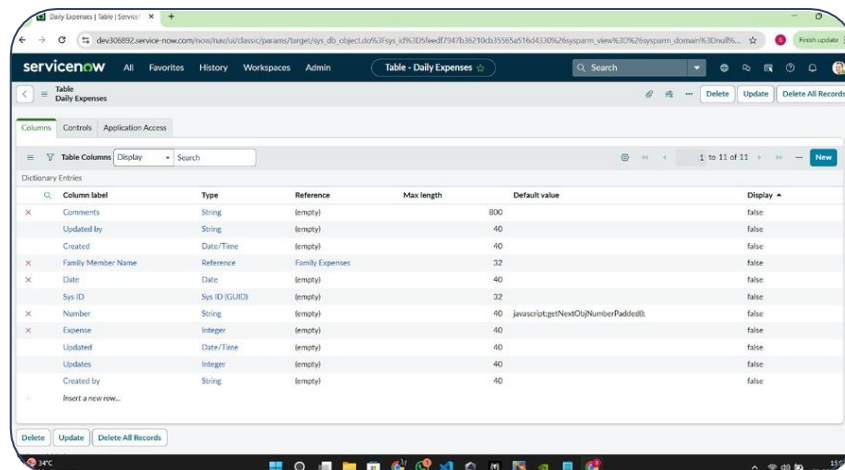 Daily Expenses | Table | Service
dev306892.service-now.com/now/nav/ui/classic/params/target/sys_db_object.do%3Fsys_id%3D5feedf7947b36210cb35565a516d4330%26sysparm_view%3D%26sysparm_domain%3Dnull%... Finish update
servicenow All Favorites History Workspaces Admin Table - Daily Expenses Search
Table
Daily Expenses
Delete Update Delete All Records
Columns Controls Application Access
Table Columns Display Search 1 to 11 of 11 New
Dictionary Entries
Column label Type Reference Max length Default value Display
Comments String (empty) 800 false
Updated by String (empty) 40 false
Created Date/Time (empty) 40 false
Family Member Name Reference Family Expenses 32 false
Date Date (empty) 40 false
Sys ID Sys ID (GUID) (empty) 32 false
Number String (empty) 40 javascript:getNextObjNumberPadded(); false
Expense Integer (empty) 40 false
Updated Date/Time (empty) 40 false
Updates Integer (empty) 40 false
Created by String (empty) 40 false
Insert a new row...
Delete Update Delete All Records
34°C